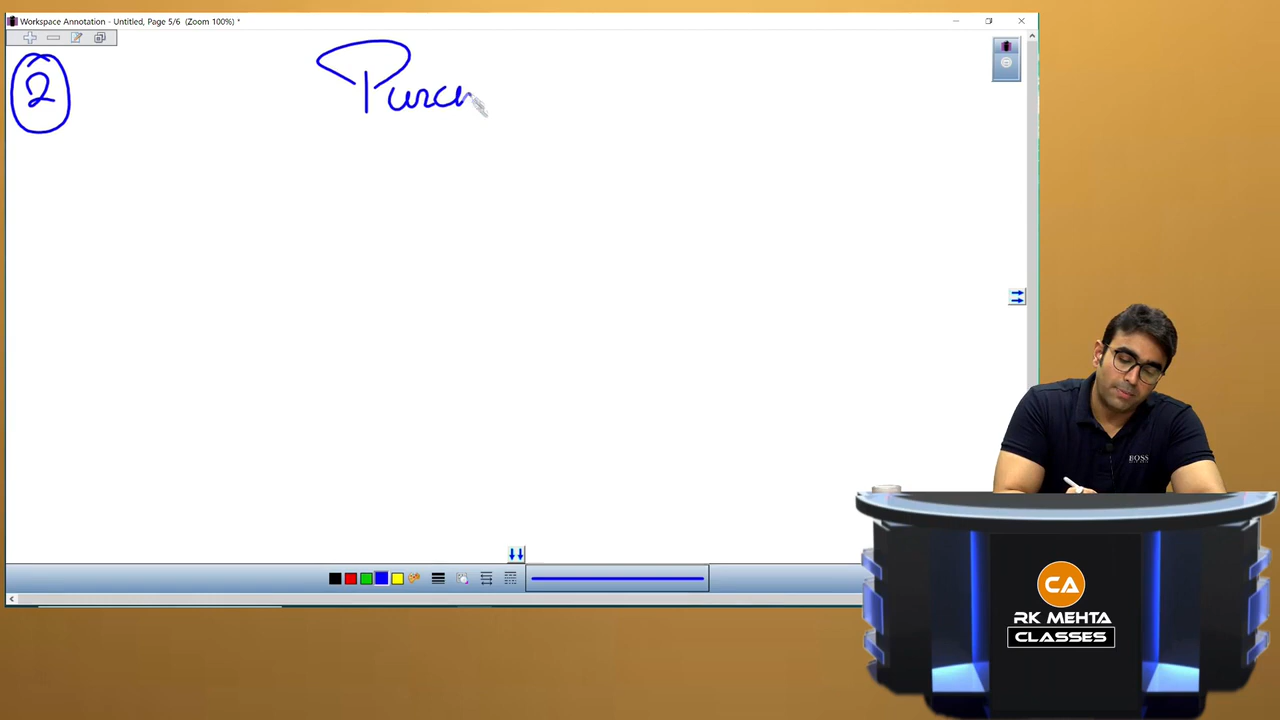 Workspace Annotation - Untitled, Page 5/6 (Zoom 100%) *
2
Purch
BOSS
CA
RK MEHTA
CLASSES